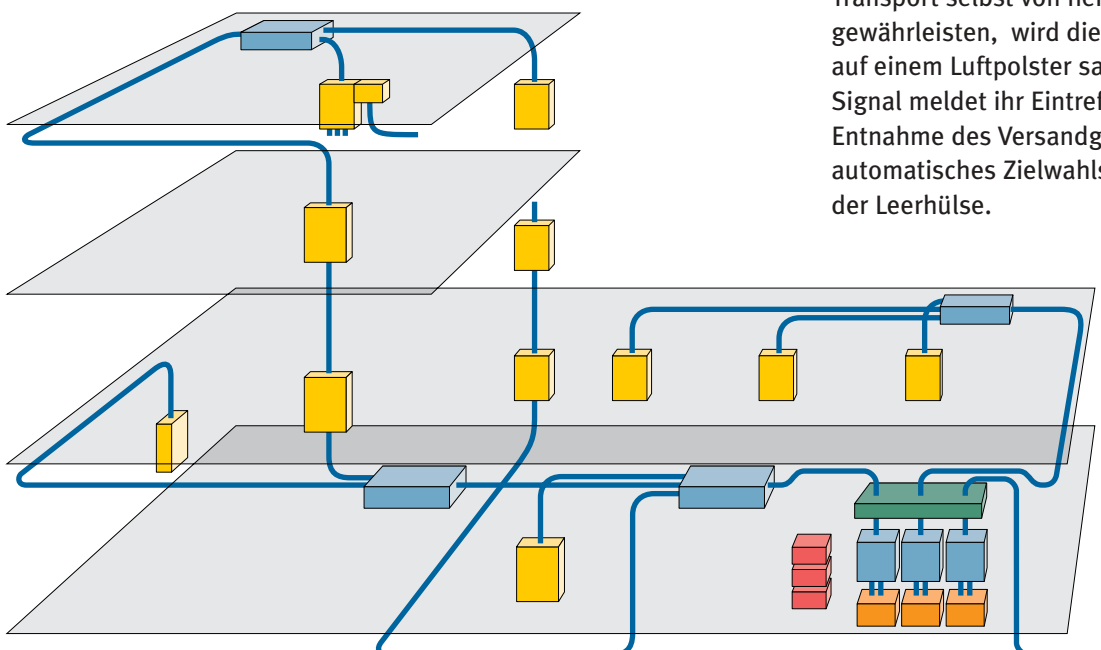 Transport selbst von
gewährleisten, wird die
auf einem Luftpolster
Signal meldet ihr
Entnahme des
automatisches
der Leerhülse.